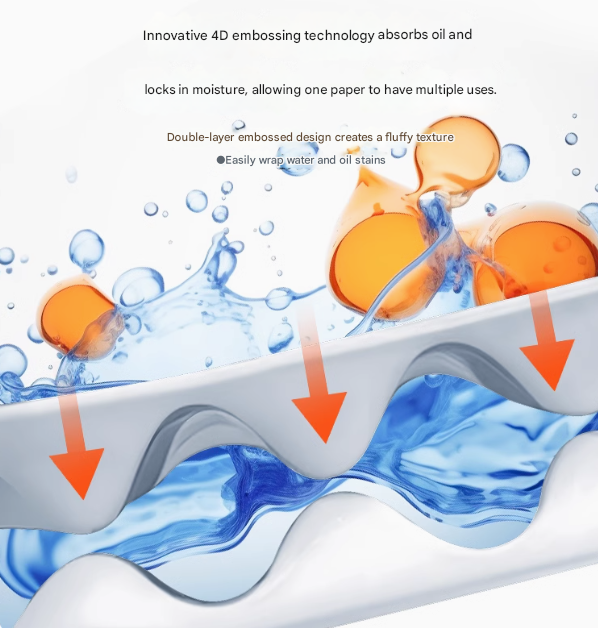 Innovative 4D embossing technology absorbs oil and
locks in moisture, allowing one paper to have multiple uses.
Double-layer embossed design creates a fluffy texture
●Easily wrap water and oil stains